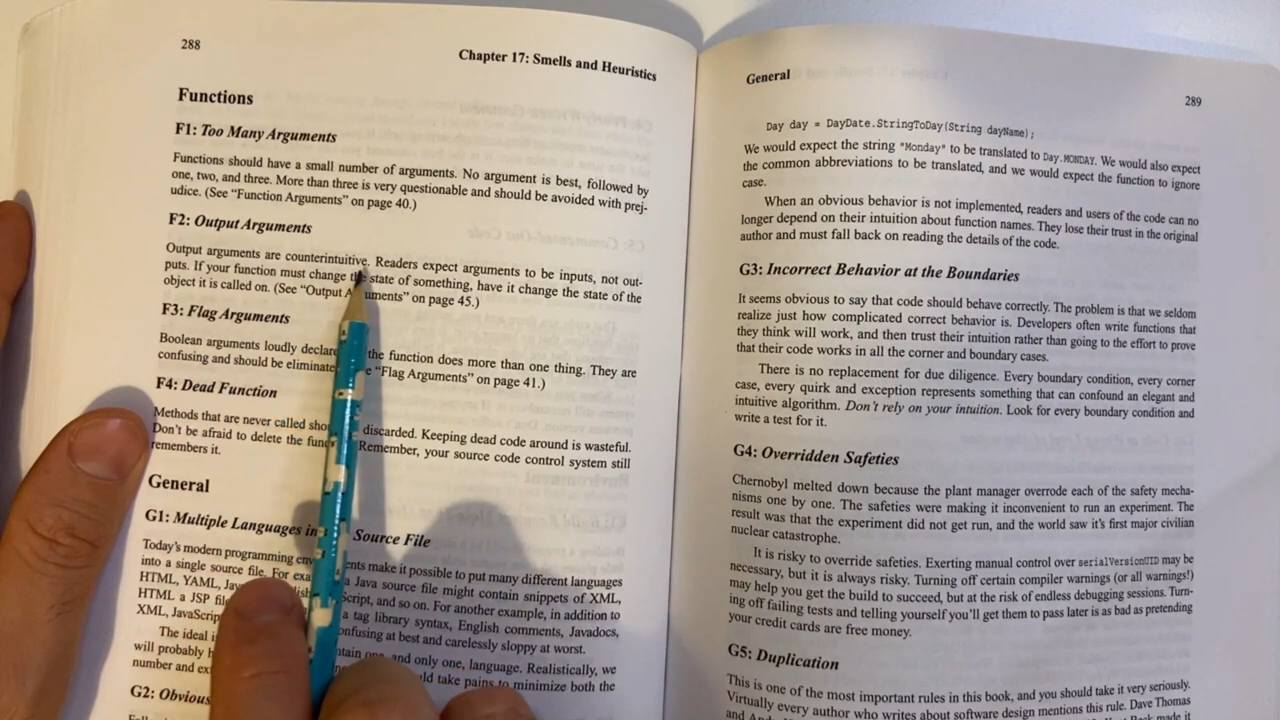 288
Chapter 17: Smells and Heuristics
Functions
F1: Too Many Arguments
Functions should have a small number of arguments. No argument is best, followed by
one, two, and three. More than three is very questionable and should be avoided with prej-
udice. (See “Function Arguments” on page 40.)
F2: Output Arguments
Output arguments are counterintuitive. Readers expect arguments to be inputs, not out-
puts. If your function must change the state of something, have it change the state of the
object it is called on. (See “Output Arguments” on page 45.)
F3: Flag Arguments
Boolean arguments loudly declare the function does more than one thing. They are
confusing and should be eliminated “Flag Arguments” on page 41.)
F4: Dead Function
Methods that are never called discarded. Keeping dead code around is wasteful.
Don't be afraid to delete the Remember, your source code control system still
remembers it.
General
G1: Multiple Languages in Source File
Today's modern programming make it possible to put many different languages
into a single source file. For a Java source file might contain snippets of XML,
HTML, YAML, and so on. For another example, in addition to
HTML a JSP a tag library syntax, English comments, Javadocs,
XML, confusing at best and carelessly sloppy at worst.
The ideal and only one, language. Realistically, we
will probably take pains to minimize both the
number and
G2: Obvious
General
289
Day day = DayDate.StringToDay(String dayName);
We would expect the string "Monday" to be translated to Day.MONDAY. We would also expect
the common abbreviations to be translated, and we would expect the function to ignore
case.
When an obvious behavior is not implemented, readers and users of the code can no
longer depend on their intuition about function names. They lose their trust in the original
author and must fall back on reading the details of the code.
G3: Incorrect Behavior at the Boundaries
It seems obvious to say that code should behave correctly. The problem is that we seldom
realize just how complicated correct behavior is. Developers often write functions that
they think will work, and then trust their intuition rather than going to the effort to prove
that their code works in all the corner and boundary cases.
There is no replacement for due diligence. Every boundary condition, every corner
case, every quirk and exception represents something that can confound an elegant and
intuitive algorithm. Don't rely on your intuition. Look for every boundary condition and
write a test for it.
G4: Overridden Safeties
Chernobyl melted down because the plant manager overrode each of the safety mecha-
nisms one by one. The safeties were making it inconvenient to run an experiment. The
result was that the experiment did not get run, and the world saw it's first major civilian
nuclear catastrophe.
It is risky to override safeties. Exerting manual control over serialVersionUID may be
necessary, but it is always risky. Turning off certain compiler warnings (or all warnings!)
may help you get the build to succeed, but at the risk of endless debugging sessions. Turn-
ing off failing tests and telling yourself you'll get them to pass later is as bad as pretending
your credit cards are free money.
G5: Duplication
This is one of the most important rules in this book, and you should take it very seriously.
Virtually every author who writes about software design mentions this rule. Dave Thomas
and made it